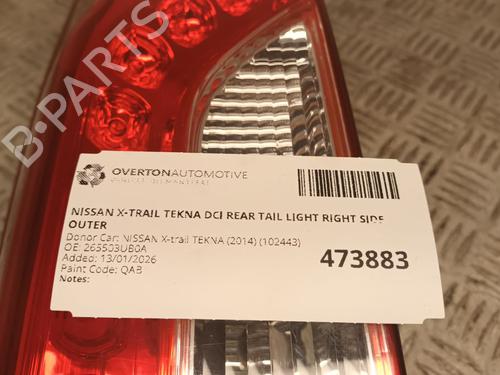 B-PARTS
OVERTONAUTOMOTIVE
NISSAN X-TRAIL TEKNA DCI REAR TAIL LIGHT RIGHT SIDE
OUTER
Donor Car: NISSAN X-trail TEKNA (2014) (102443)
OE: 265503UB0A
Added: 13/01/2026
Paint Code: QAB
Notes:
473883